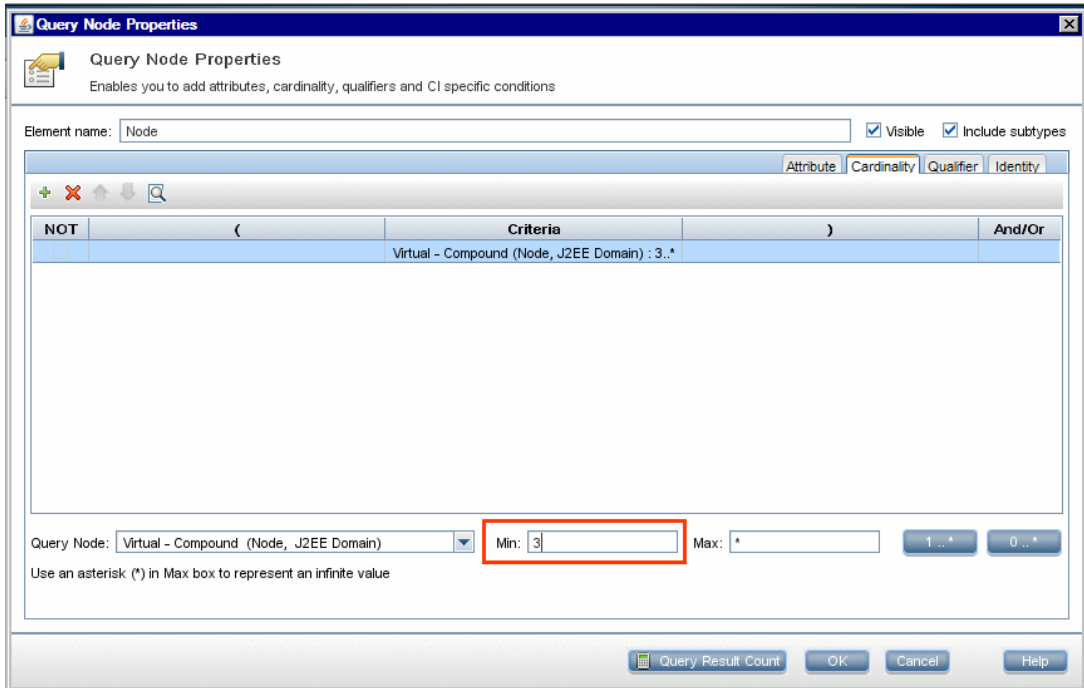 Query Node Properties
Query Node Properties
Enables you to add attributes, cardinality, qualifiers and CI specific conditions
Element name: Node Visible Include subtypes
Attribute Cardinality Qualifier Identity
NOT ( Criteria ) And/Or
Virtual - Compound (Node, J2EE Domain) : 3..*
Query Node: Virtual - Compound (Node, J2EE Domain) Min: 3 Max: * 1 ..* 0 ..*
Use an asterisk (*) in Max box to represent an infinite value
Query Result Count OK Cancel Help